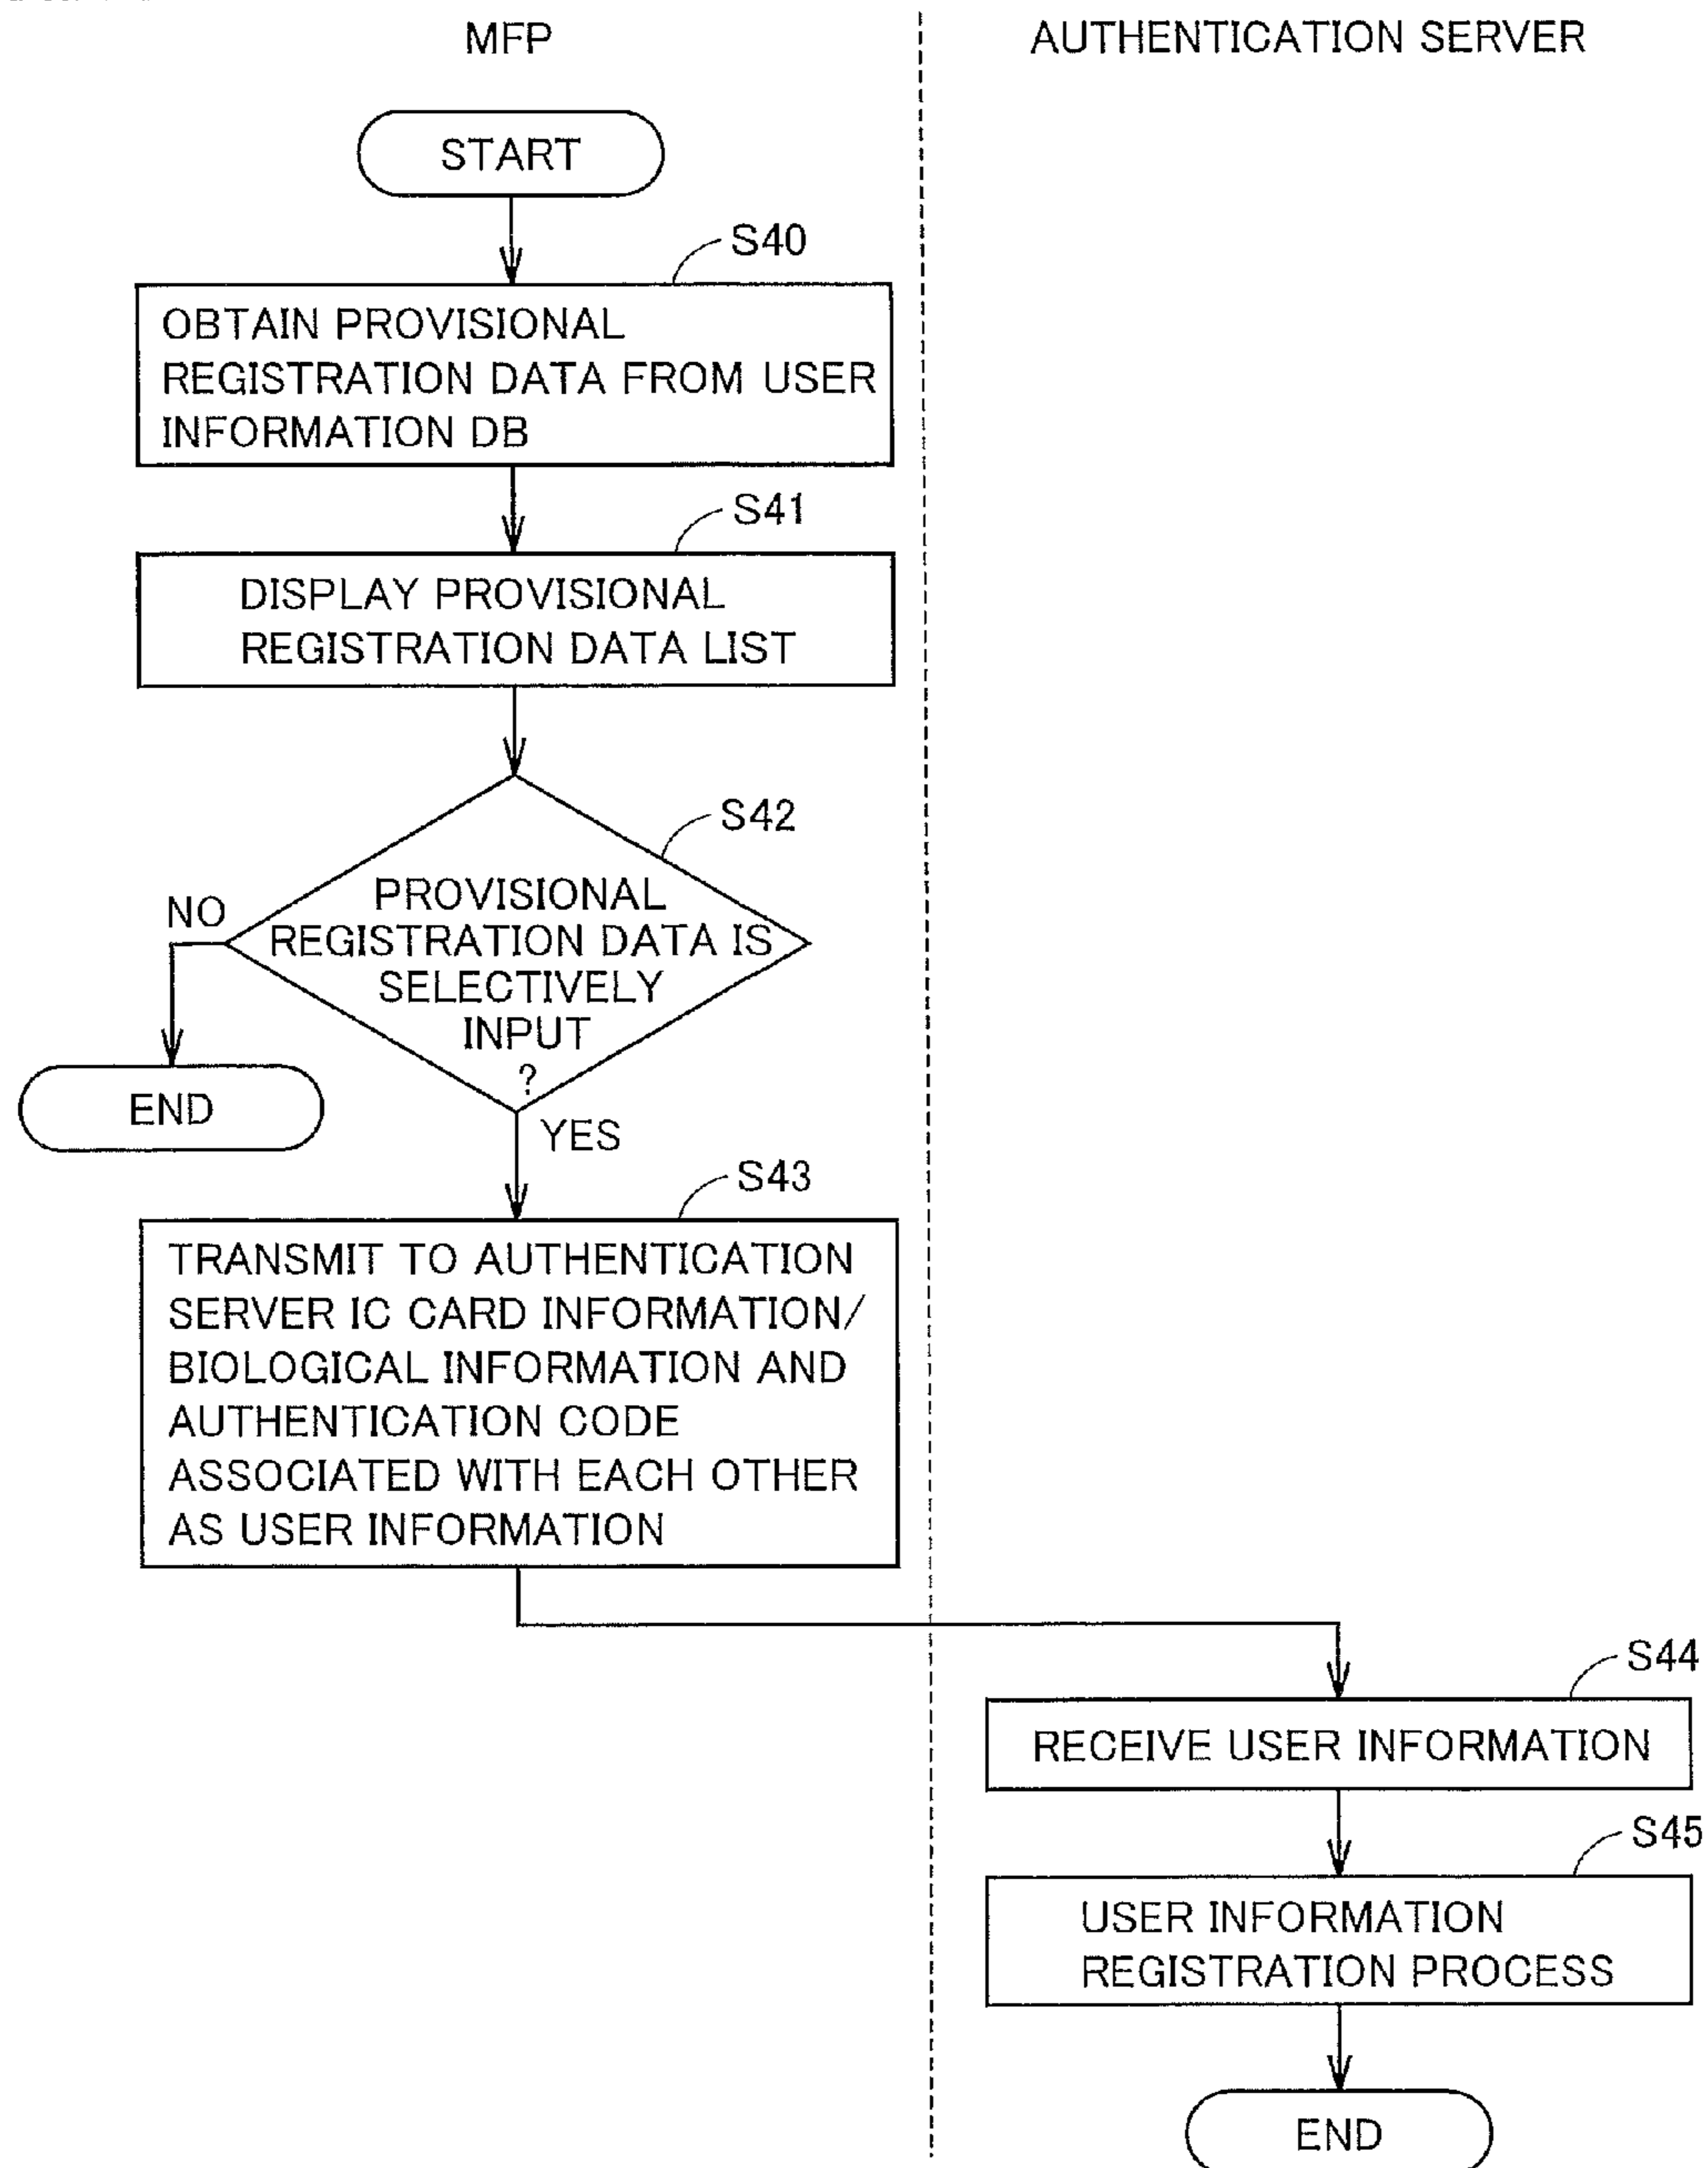 MFP
AUTHENTICATION SERVER
START
S40
OBTAIN PROVISIONAL
REGISTRATION DATA FROM USER
INFORMATION DB
S41
DISPLAY PROVISIONAL
REGISTRATION DATA LIST
S42
PROVISIONAL
REGISTRATION DATA IS
SELECTIVELY
INPUT
?
NO
END
YES
S43
TRANSMIT TO AUTHENTICATION
SERVER IC CARD INFORMATION/
BIOLOGICAL INFORMATION AND
AUTHENTICATION CODE
ASSOCIATED WITH EACH OTHER
AS USER INFORMATION
S44
RECEIVE USER INFORMATION
S45
USER INFORMATION
REGISTRATION PROCESS
END